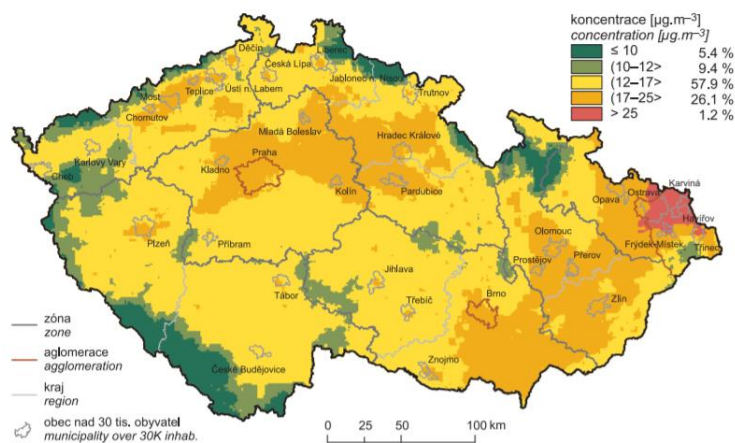 koncentrace [µg.m⁻³]
concentration [µg.m⁻³]
≤ 10 5.4 %
(10–12> 9.4 %
(12–17> 57.9 %
(17–25> 26.1 %
> 25 1.2 %
Děčín
Liberec
Česká Lípa
Jablonec n. Nisou
Teplice
Ústí n. Labem
Trutnov
Most
Chomutov
Mladá Boleslav
Hradec Králové
Karlovy Vary
Praha
Cheb
Kladno
Kolín
Pardubice
Karviná
Ostrava
Opava
Havířov
Plzeň
Příbram
Olomouc
Frýdek-Místek
Třinec
Jihlava
Prostějov
Přerov
Tábor
Třebíč
Brno
Zlín
České Budějovice
Znojmo
zóna
zone
aglomerace
agglomeration
kraj
region
obec nad 30 tis. obyvatel
municipality over 30K inhab.
0 25 50 100 km